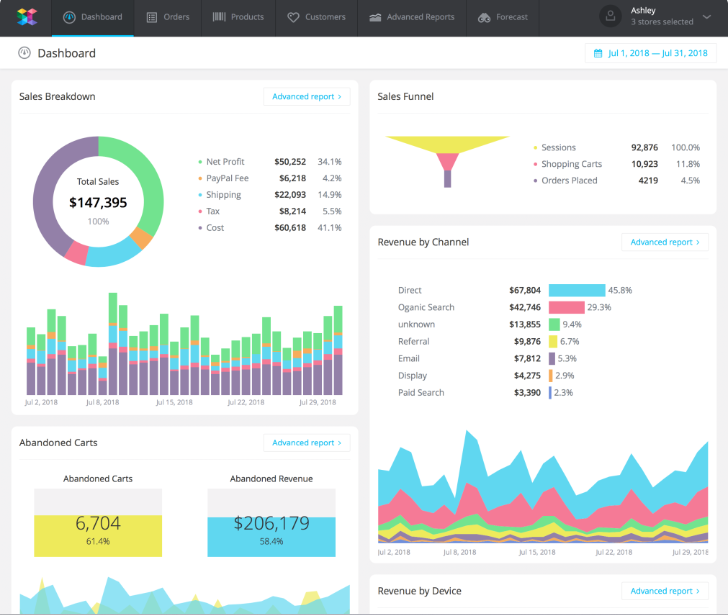 Dashboard Orders Products Customers Advanced Reports Forecast
Ashley
3 stores selected
Dashboard
Jul 1, 2018 — Jul 31, 2018
Sales Breakdown
Advanced report >
Total Sales
$147,395
100%
Net Profit $50,252 34.1%
PayPal Fee $6,218 4.2%
Shipping $22,093 14.9%
Tax $8,214 5.5%
Cost $60,618 41.1%
Jul 2, 2018 Jul 8, 2018 Jul 15, 2018 Jul 22, 2018 Jul 29, 2018
Sales Funnel
Sessions 92,876 100.0%
Shopping Carts 10,923 11.8%
Orders Placed 4219 4.5%
Revenue by Channel
Advanced report >
Direct $67,804 45.8%
Oganic Search $42,746 29.3%
unknown $13,855 9.4%
Referral $9,876 6.7%
Email $7,812 5.3%
Display $4,275 2.9%
Paid Search $3,390 2.3%
Jul 2, 2018 Jul 8, 2018 Jul 15, 2018 Jul 22, 2018 Jul 29, 2018
Abandoned Carts
Advanced report >
Abandoned Carts
6,704
61.4%
Abandoned Revenue
$206,179
58.4%
Revenue by Device
Advanced report >